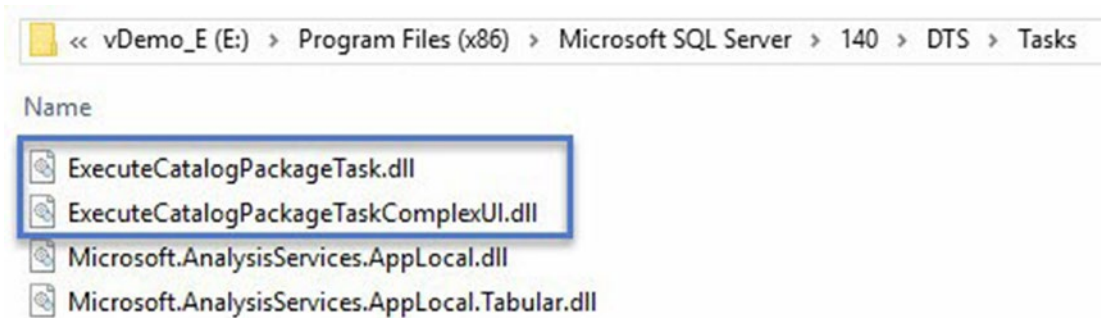 « vDemo_E (E:) > Program Files (x86) > Microsoft SQL Server > 140 > DTS > Tasks
Name
ExecuteCatalogPackageTask.dll
ExecuteCatalogPackageTaskComplexUI.dll
Microsoft.AnalysisServices.AppLocal.dll
Microsoft.AnalysisServices.AppLocal.Tabular.dll